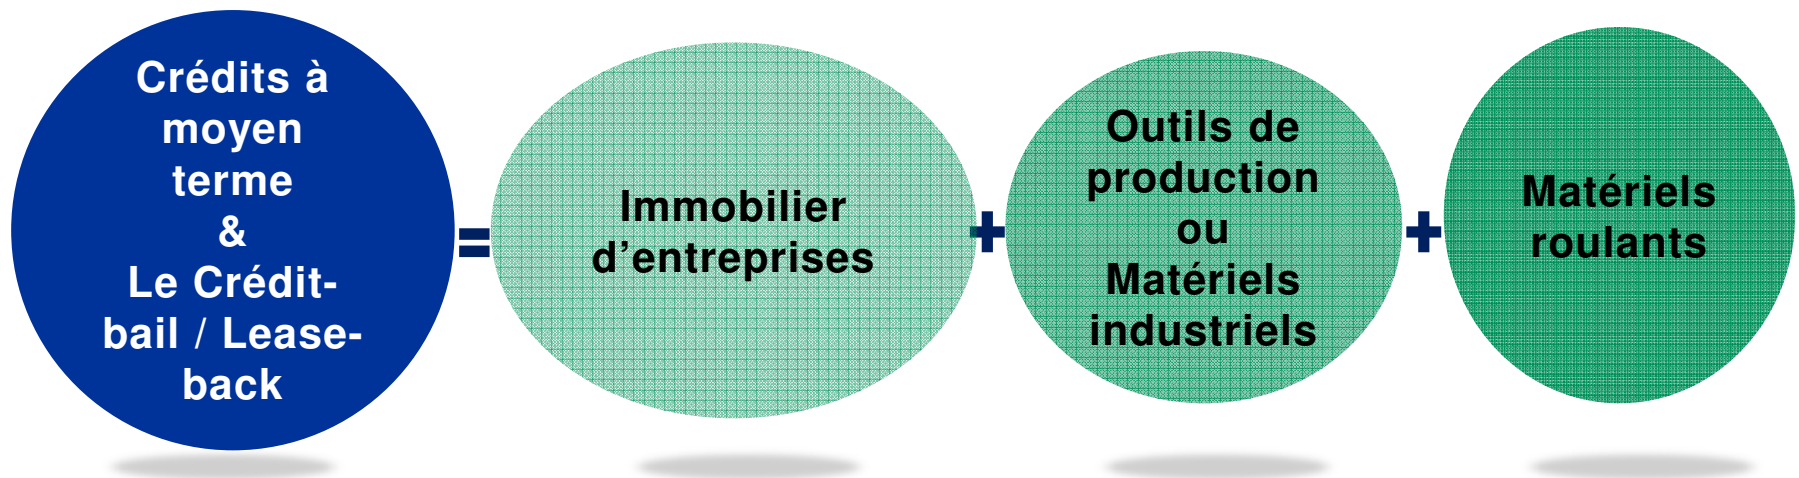 Crédits à
moyen
terme
&
Le Crédit-
bail / Lease-
back
=
Immobilier
d’entreprises
+
Outils de
production
ou
Matériels
industriels
+
Matériels
roulants